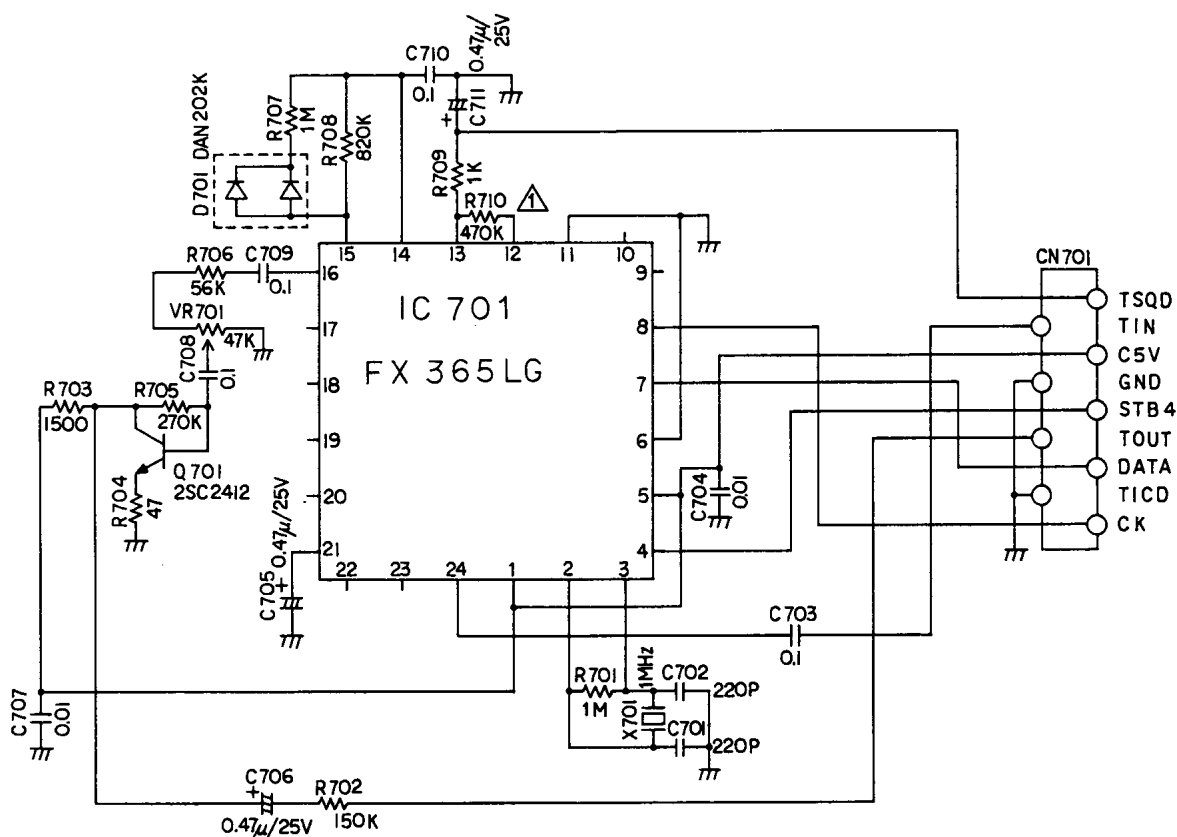 C710
0.1
0.47μ/25V
C711
+
R707
1M
R708
820K
D701 DAN202K
R709
1K
R710
470K
1
15
14
13
12
11
10
R706
56K
C709
0.1
16
9
CN701
IC 701
FX 365LG
TSQD
TIN
C5V
GND
STB4
TOUT
DATA
TICD
CK
VR701
47K
17
8
C708
0.1
18
7
R703
1500
R705
270K
19
6
Q701
2SC2412
R704
47
20
5
C704
0.01
21
4
C705
+
0.47μ/25V
22
23
24
1
2
3
C703
0.1
R701
1M
X701
1MHz
C702
220P
C701
220P
C707
0.01
C706
+
0.47μ/25V
R702
150K